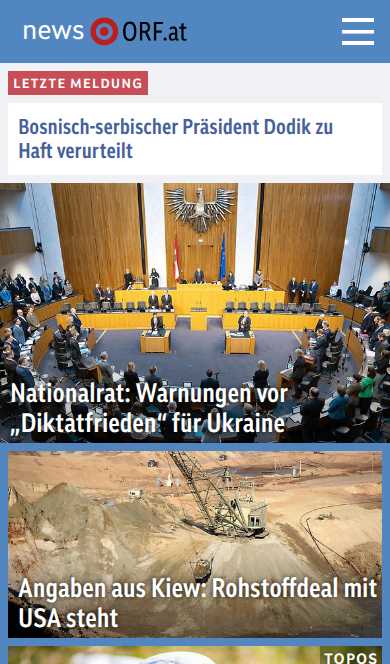 news ORF.at
LETZTE MELDUNG
Bosnisch-serbischer Präsident Dodik zu
Haft verurteilt
Nationalrat: Warnungen vor
„Diktatfrieden“ für Ukraine
Angaben aus Kiew: Rohstoffdeal mit
USA steht
TOPOS